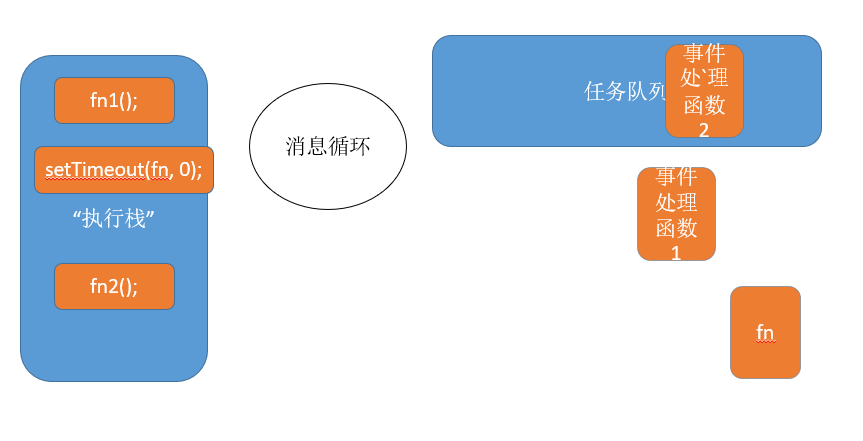 fn1();
setTimeout(fn, 0);
“执行栈”
fn2();
消息循环
任务队列
事件
处`理
函数
2
事件
处理
函数
1
fn